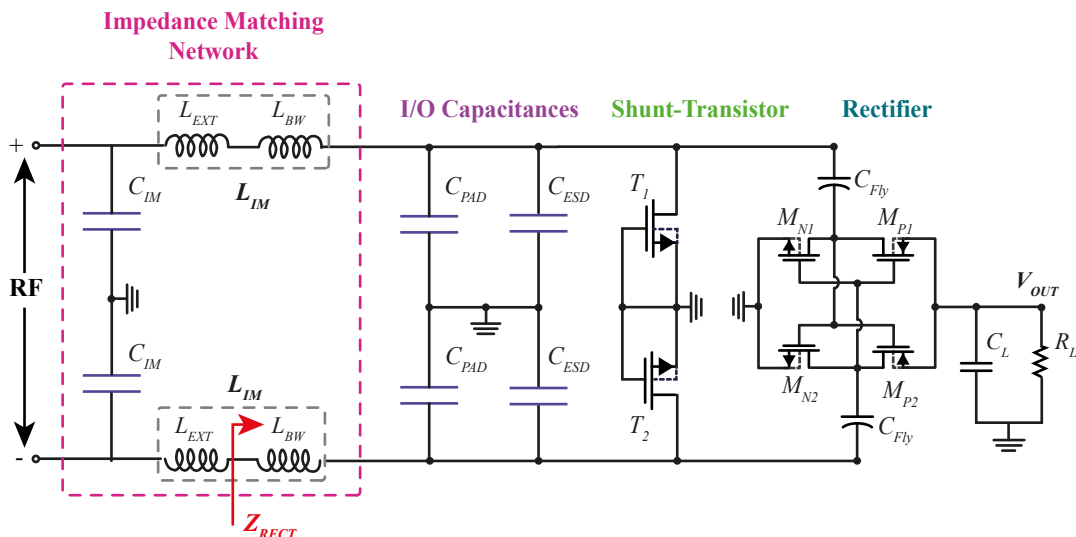 Impedance Matching
Network
I/O Capacitances
Shunt-Transistor
Rectifier
L_EXT
L_BW
L_IM
+
C_IM
C_PAD
C_ESD
T_1
C_Fly
M_N1
M_P1
RF
V_OUT
C_IM
L_IM
C_PAD
C_ESD
T_2
M_N2
M_P2
C_L
R_L
C_Fly
L_EXT
L_BW
-
Z_RECT